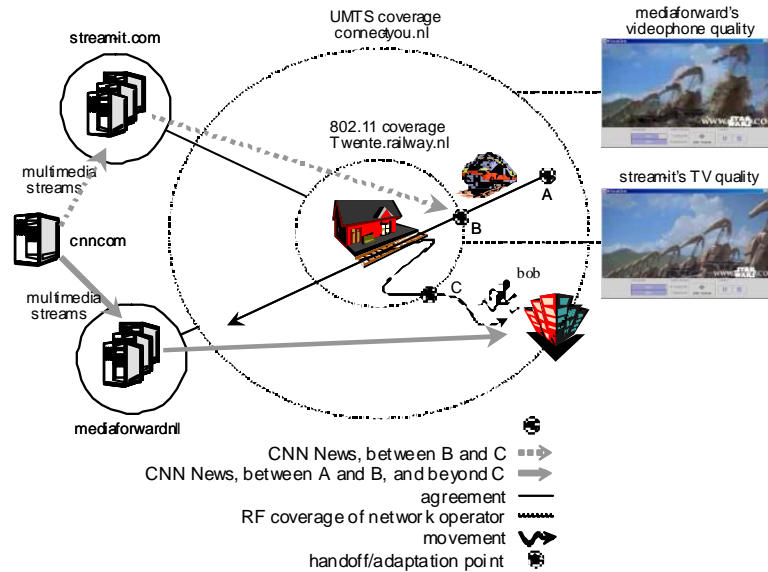 UMTS coverage
connectyou.nl
mediaforward's
videophone quality
stream-it.com
802.11 coverage
Twente.railway.nl
multimedia
streams
cnncom
multimedia
streams
mediaforwardnl
A
B
C
bob
stream-it's TV quality
CNN News, between B and C
CNN News, between A and B, and beyond C
agreement
RF coverage of network operator
movement
handoff/adaptation point